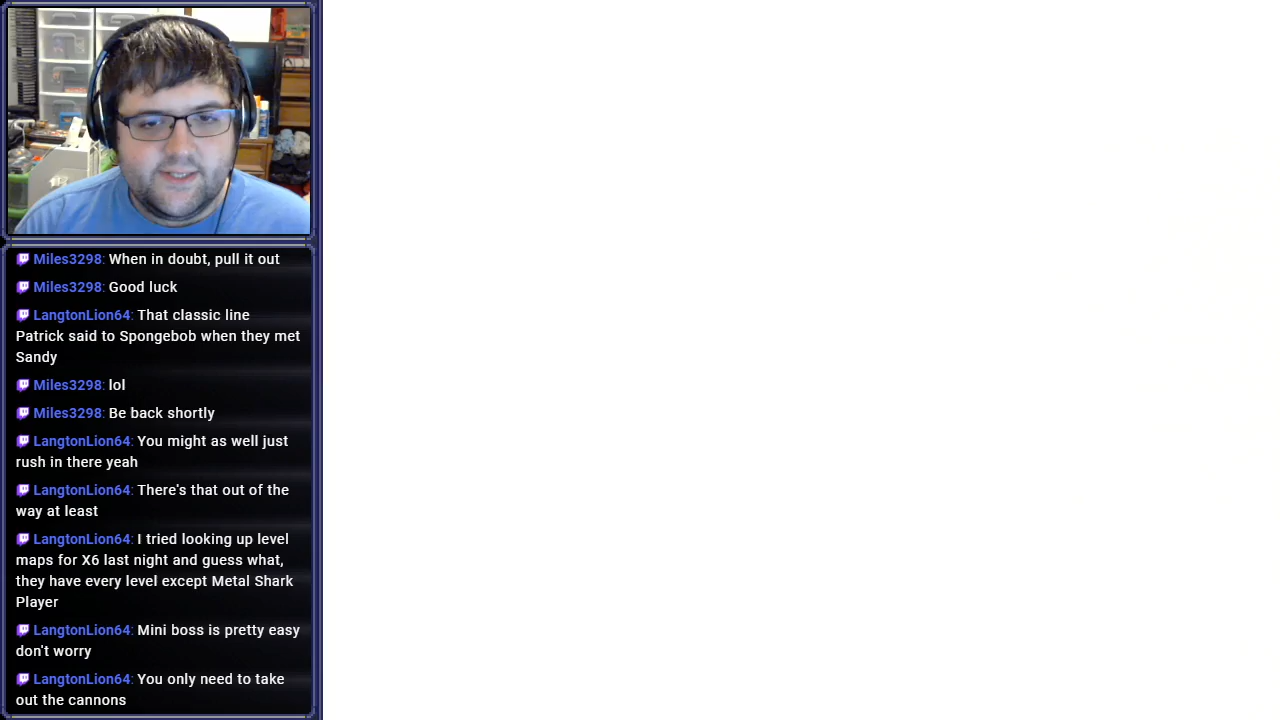 Miles3298: When in doubt, pull it out
Miles3298: Good luck
LangtonLion64: That classic line
Patrick said to Spongebob when they met
Sandy
Miles3298: lol
Miles3298: Be back shortly
LangtonLion64: You might as well just
rush in there yeah
LangtonLion64: There's that out of the
way at least
LangtonLion64: I tried looking up level
maps for X6 last night and guess what,
they have every level except Metal Shark
Player
LangtonLion64: Mini boss is pretty easy
don't worry
LangtonLion64: You only need to take
out the cannons